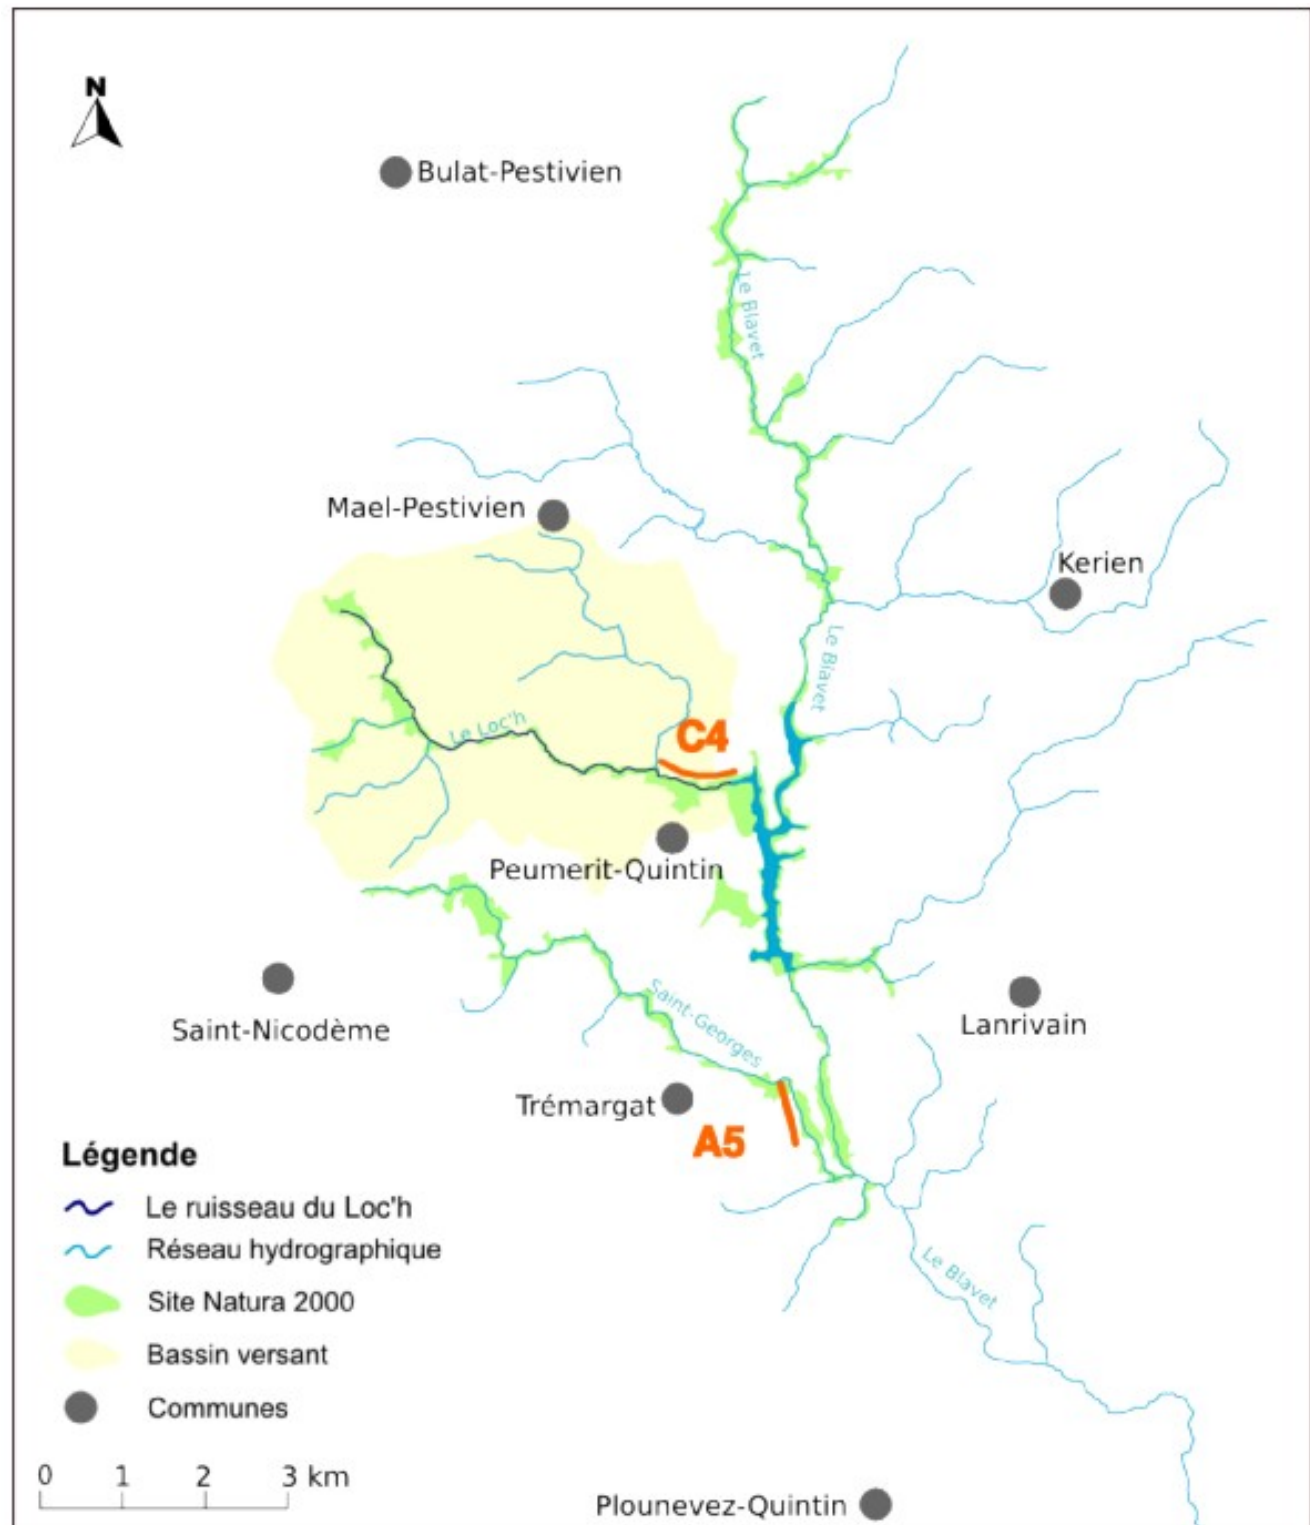 N
Bulat-Pestivien
Le Blavet
Mael-Pestivien
Kerien
Le Blavet
Le Loc'h
C4
Peumerit-Quintin
Saint-Nicodème
Saint-Georges
Lanrivain
Trémargat
A5
Légende
Le ruisseau du Loc'h
Réseau hydrographique
Le Blavet
Site Natura 2000
Bassin versant
Communes
0 1 2 3 km
Plounevez-Quintin